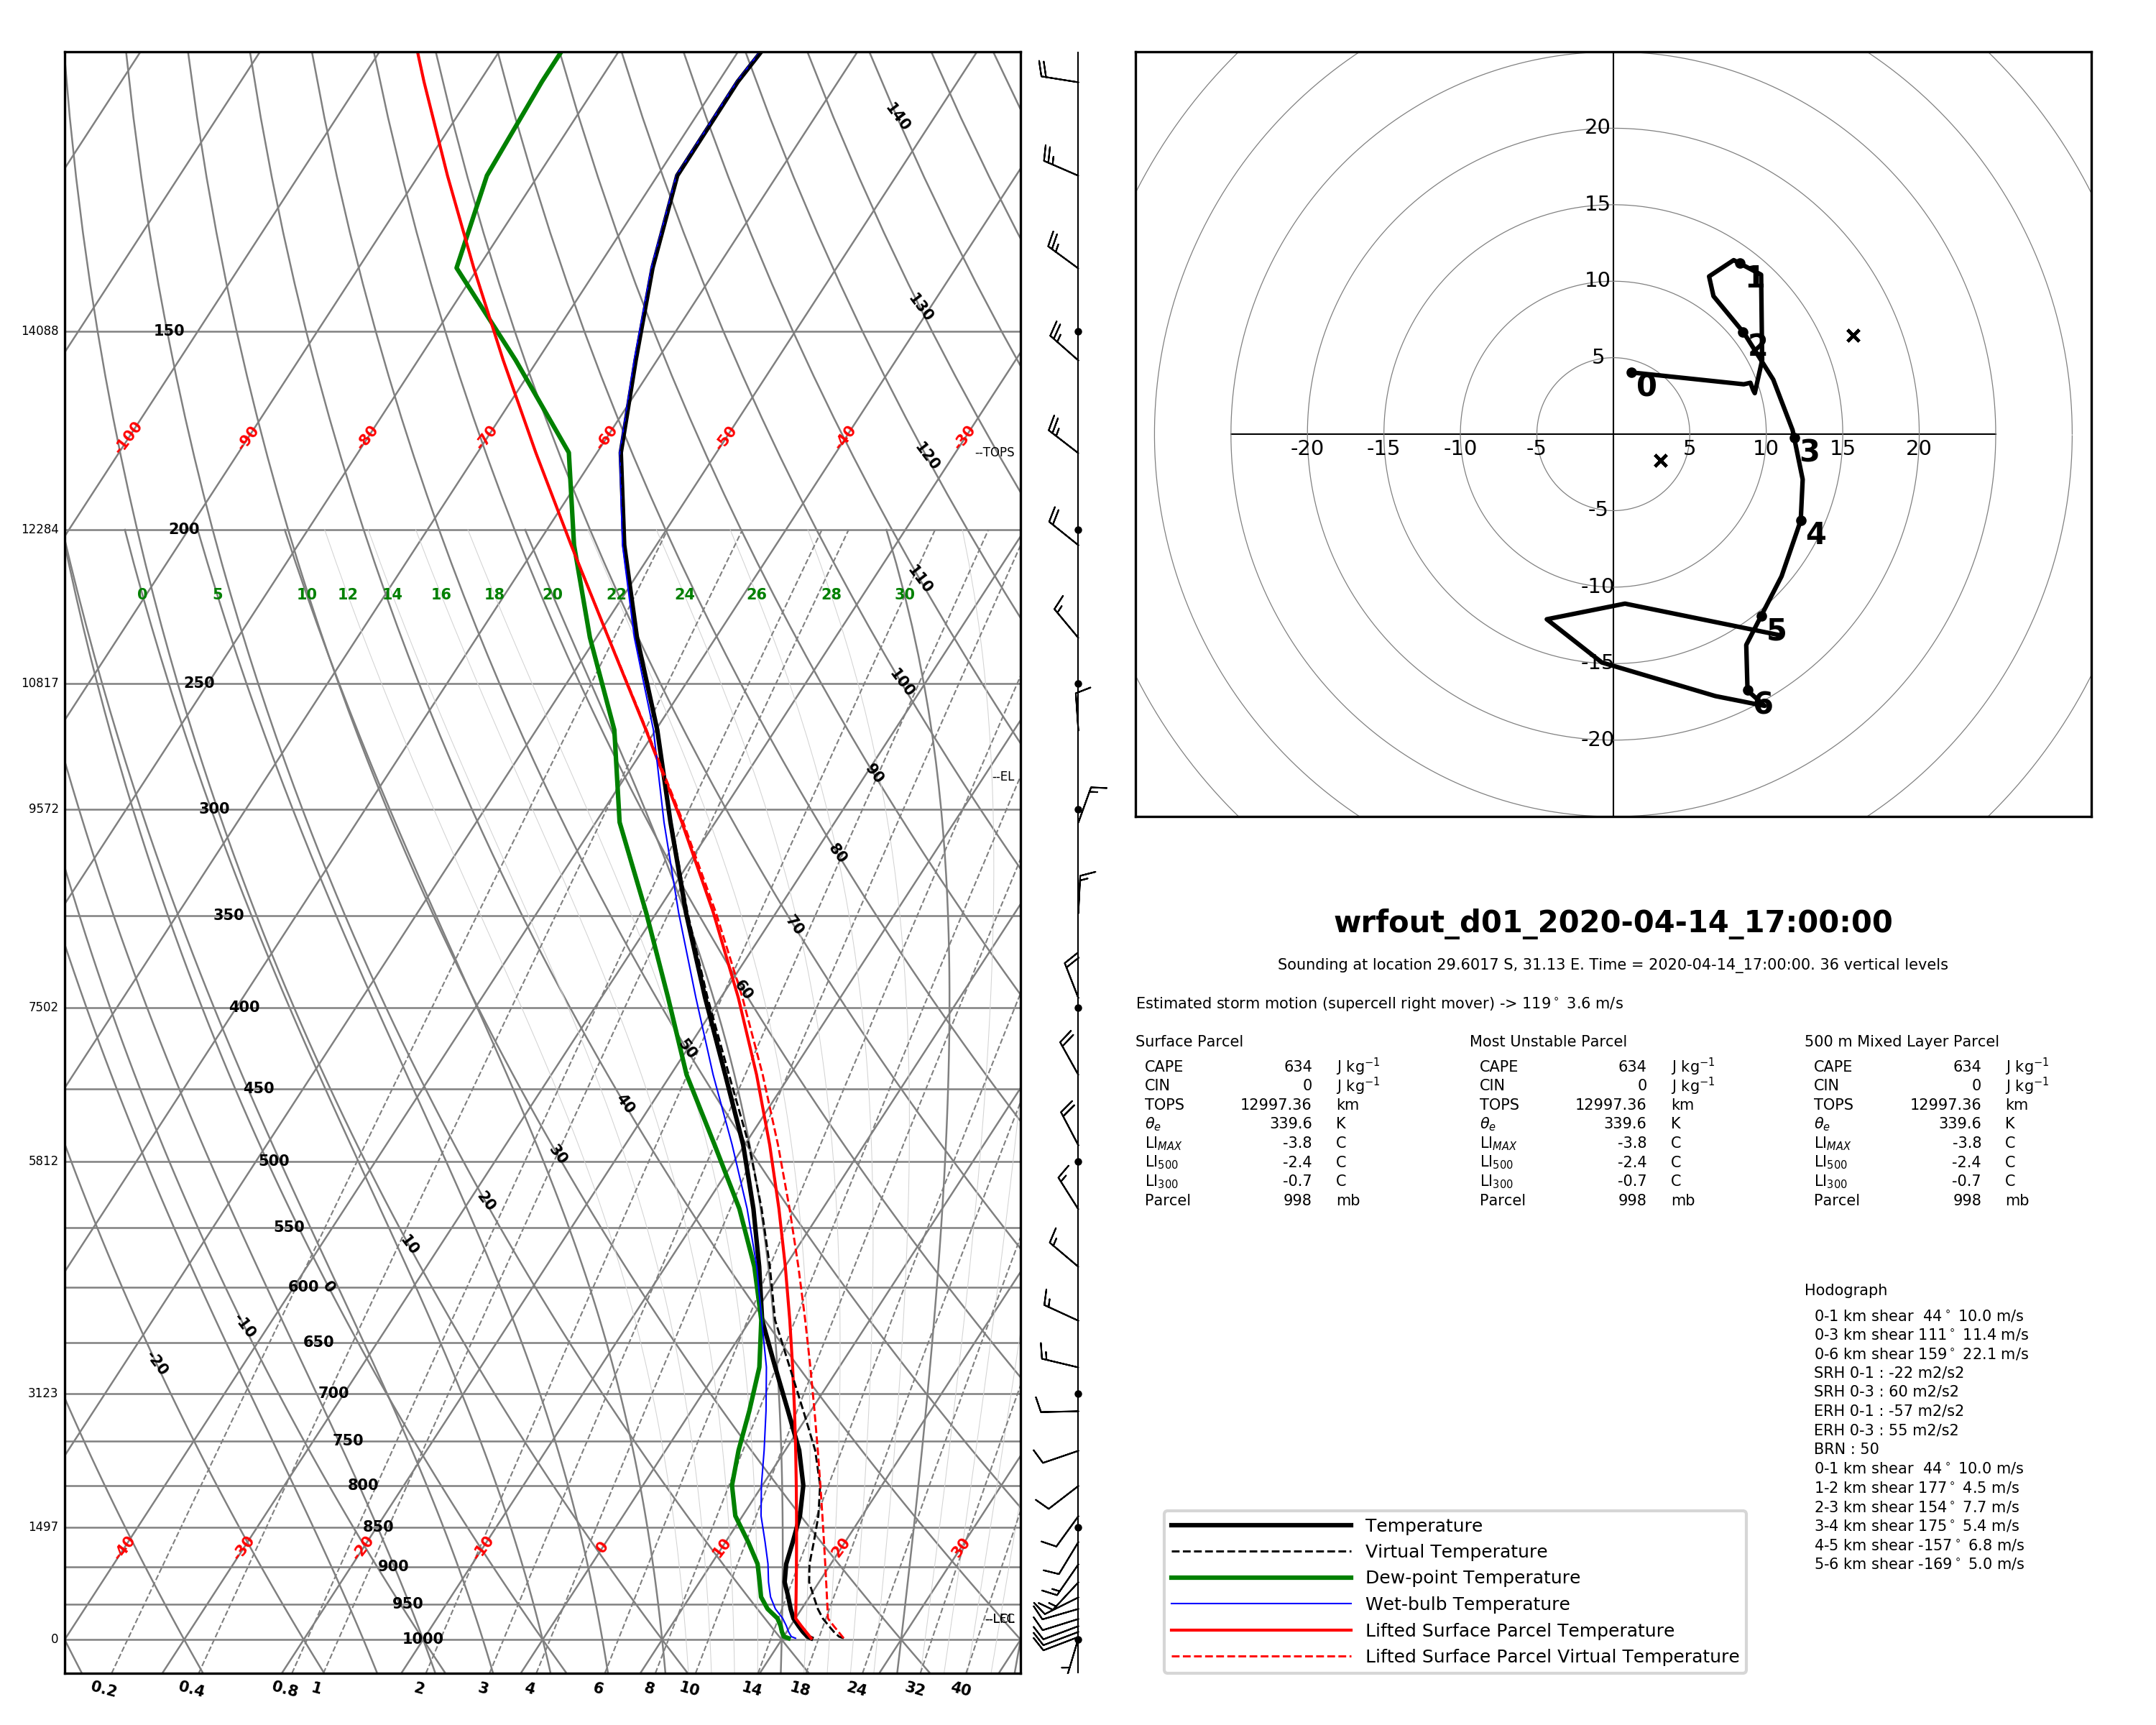 140
130
14088 150
-100 -90 -80 -70 -60 -50 -40 -30
120
--TOPS
12284 200
110
0 5 10 12 14 16 18 20 22 24 26 28 30
10817 250
100
90
--EL
9572 300
80
350
70
60
7502 400
50
450
40
5812 500
30
20
550
10
600 0
-10
650
-20
3123 700
750
800
1497 850
-40 -30 -20 -10 0 10 20 30
900
950
0 1000
0.2 0.4 0.8 1 2 3 4 6 8 10 14 18 24 32 40
20
15
10
5
-5
-10
-15
-20
-20 -15 -10 -5 5 10 15 20
0
1
2
3
4
5
6
wrfout_d01_2020-04-14_17:00:00
Sounding at location 29.6017 S, 31.13 E. Time = 2020-04-14_17:00:00. 36 vertical levels
Estimated storm motion (supercell right mover) -> 119° 3.6 m/s
Surface Parcel
CAPE 634 J kg⁻¹
CIN 0 J kg⁻¹
TOPS 12997.36 km
θe 339.6 K
LIMAX -3.8 C
LI500 -2.4 C
LI300 -0.7 C
Parcel 998 mb
Most Unstable Parcel
CAPE 634 J kg⁻¹
CIN 0 J kg⁻¹
TOPS 12997.36 km
θe 339.6 K
LIMAX -3.8 C
LI500 -2.4 C
LI300 -0.7 C
Parcel 998 mb
500 m Mixed Layer Parcel
CAPE 634 J kg⁻¹
CIN 0 J kg⁻¹
TOPS 12997.36 km
θe 339.6 K
LIMAX -3.8 C
LI500 -2.4 C
LI300 -0.7 C
Parcel 998 mb
Hodograph
0-1 km shear 44° 10.0 m/s
0-3 km shear 111° 11.4 m/s
0-6 km shear 159° 22.1 m/s
SRH 0-1 : -22 m2/s2
SRH 0-3 : 60 m2/s2
ERH 0-1 : -57 m2/s2
ERH 0-3 : 55 m2/s2
BRN : 50
0-1 km shear 44° 10.0 m/s
1-2 km shear 177° 4.5 m/s
2-3 km shear 154° 7.7 m/s
3-4 km shear 175° 5.4 m/s
4-5 km shear -157° 6.8 m/s
5-6 km shear -169° 5.0 m/s
Temperature
Virtual Temperature
Dew-point Temperature
Wet-bulb Temperature
Lifted Surface Parcel Temperature
Lifted Surface Parcel Virtual Temperature